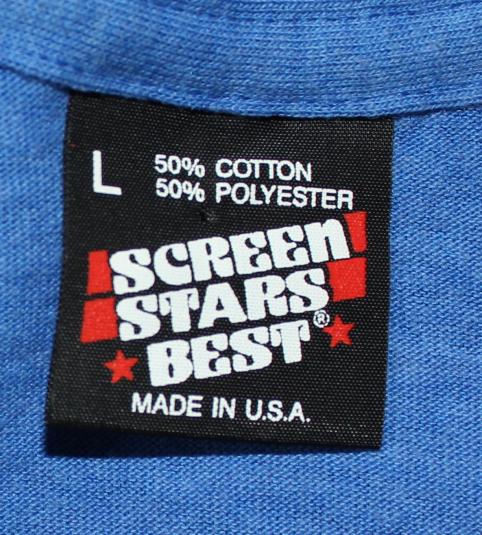 L 50% COTTON
50% POLYESTER
SCREEN
STARS
BEST®
MADE IN U.S.A.